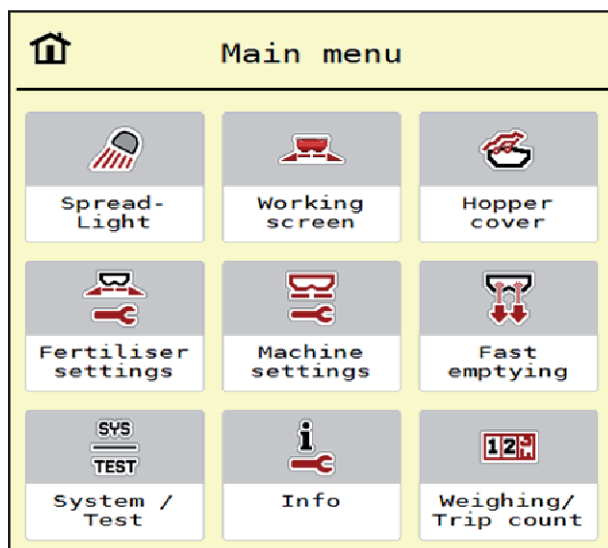 Main menu
Spread-
Light
Working
screen
Hopper
cover
Fertiliser
settings
Machine
settings
Fast
emptying
SYS
TEST
System /
Test
i
Info
12
Weighing/
Trip count